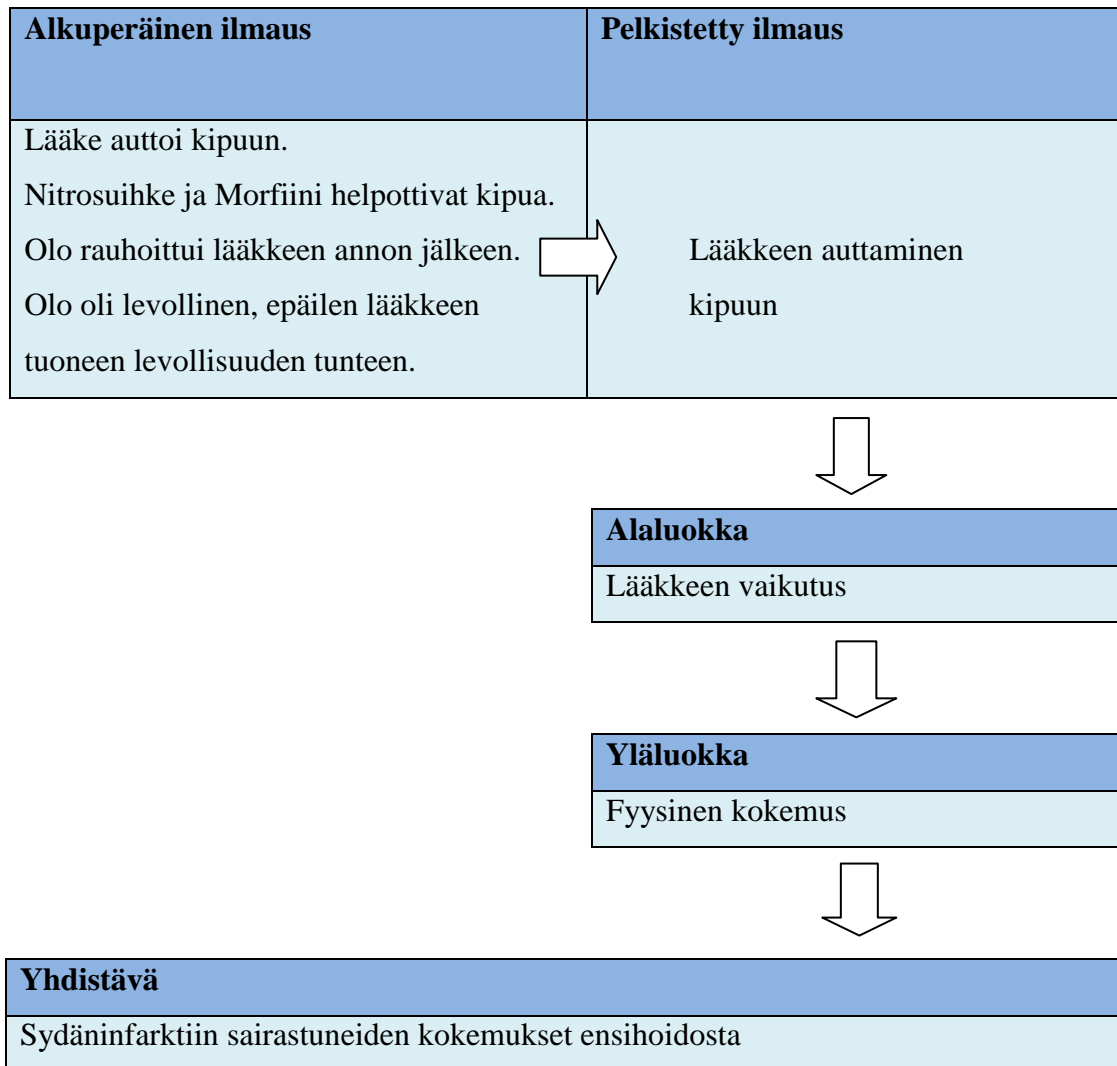 Alkuperäinen ilmaus
Pelkistetty ilmaus
Lääke auttoi kipuun.
Nitrosuihke ja Morfiini helpottivat kipua.
Olo rauhoittui lääkkeen annon jälkeen.
Olo oli levollinen, epäilen lääkkeen
tuoneen levollisuuden tunteen.
Lääkkeen auttaminen
kipuun
Alaluokka
Lääkkeen vaikutus
Yläluokka
Fyysinen kokemus
Yhdistävä
Sydäninfarktiin sairastuneiden kokemukset ensihoidosta